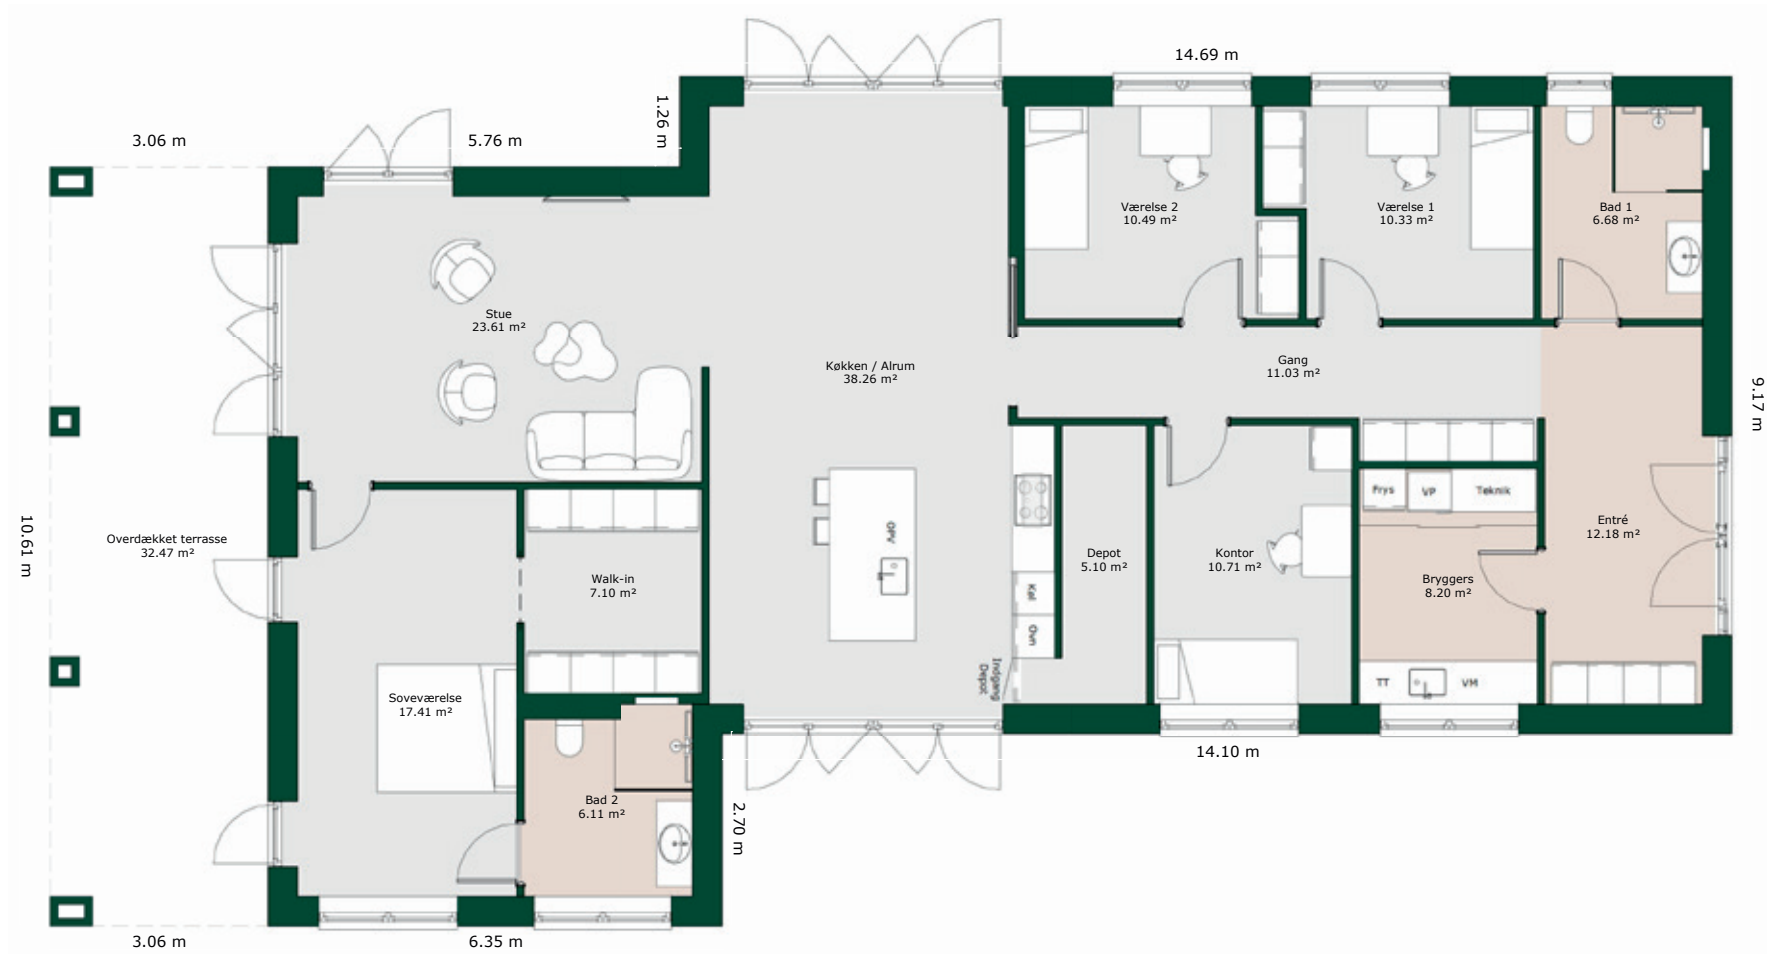 14.69 m
3.06 m
5.76 m
1.26 m
Værelse 2
10.49 m²
Værelse 1
10.33 m²
Bad 1
6.68 m²
Stue
23.61 m²
Køkken / Alrum
38.26 m²
Gang
11.03 m²
9.17 m
10.61 m
Overdækket terrasse
32.47 m²
Walk-in
7.10 m²
OPV
Køl
Ovn
Indgang
Depot
Depot
5.10 m²
Kontor
10.71 m²
Frys
VP
Teknik
Bryggers
8.20 m²
Entré
12.18 m²
TT
VM
Soveværelse
17.41 m²
Bad 2
6.11 m²
14.10 m
2.70 m
3.06 m
6.35 m